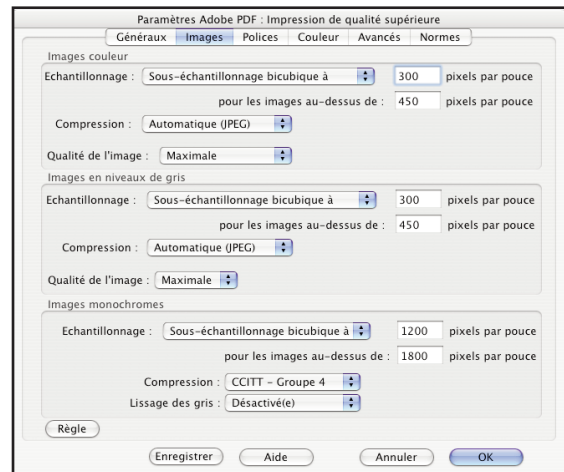 Paramètres Adobe PDF : Impression de qualité supérieure
Généraux Images Polices Couleur Avancés Normes
Images couleur
Echantillonnage : Sous-échantillonnage bicubique à 300 pixels par pouce
pour les images au-dessus de : 450 pixels par pouce
Compression : Automatique (JPEG)
Qualité de l'image : Maximale
Images en niveaux de gris
Echantillonnage : Sous-échantillonnage bicubique à 300 pixels par pouce
pour les images au-dessus de : 450 pixels par pouce
Compression : Automatique (JPEG)
Qualité de l'image : Maximale
Images monochromes
Echantillonnage : Sous-échantillonnage bicubique à 1200 pixels par pouce
pour les images au-dessus de : 1800 pixels par pouce
Compression : CCITT – Groupe 4
Lissage des gris : Désactivé(e)
Règle
Enregistrer Aide Annuler OK